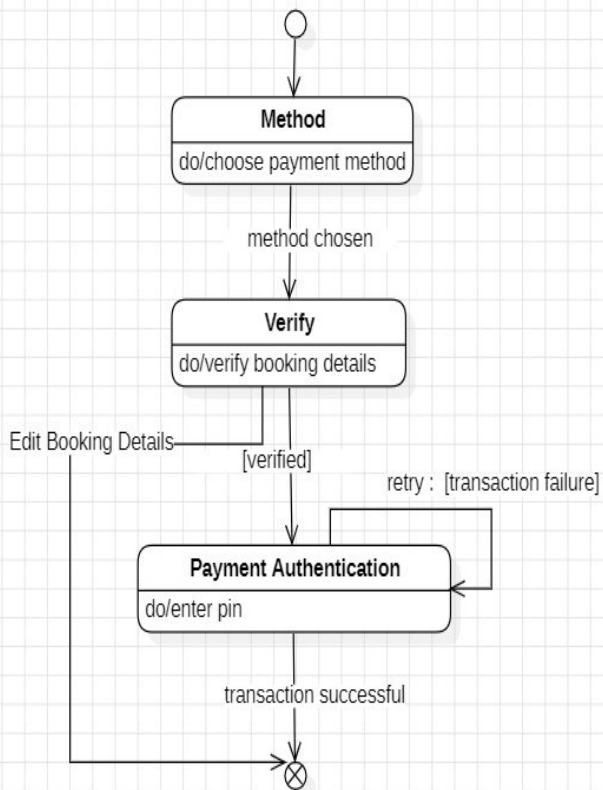 Method
do/choose payment method
method chosen
Verify
do/verify booking details
Edit Booking Details
[verified]
retry : [transaction failure]
Payment Authentication
do/enter pin
transaction successful